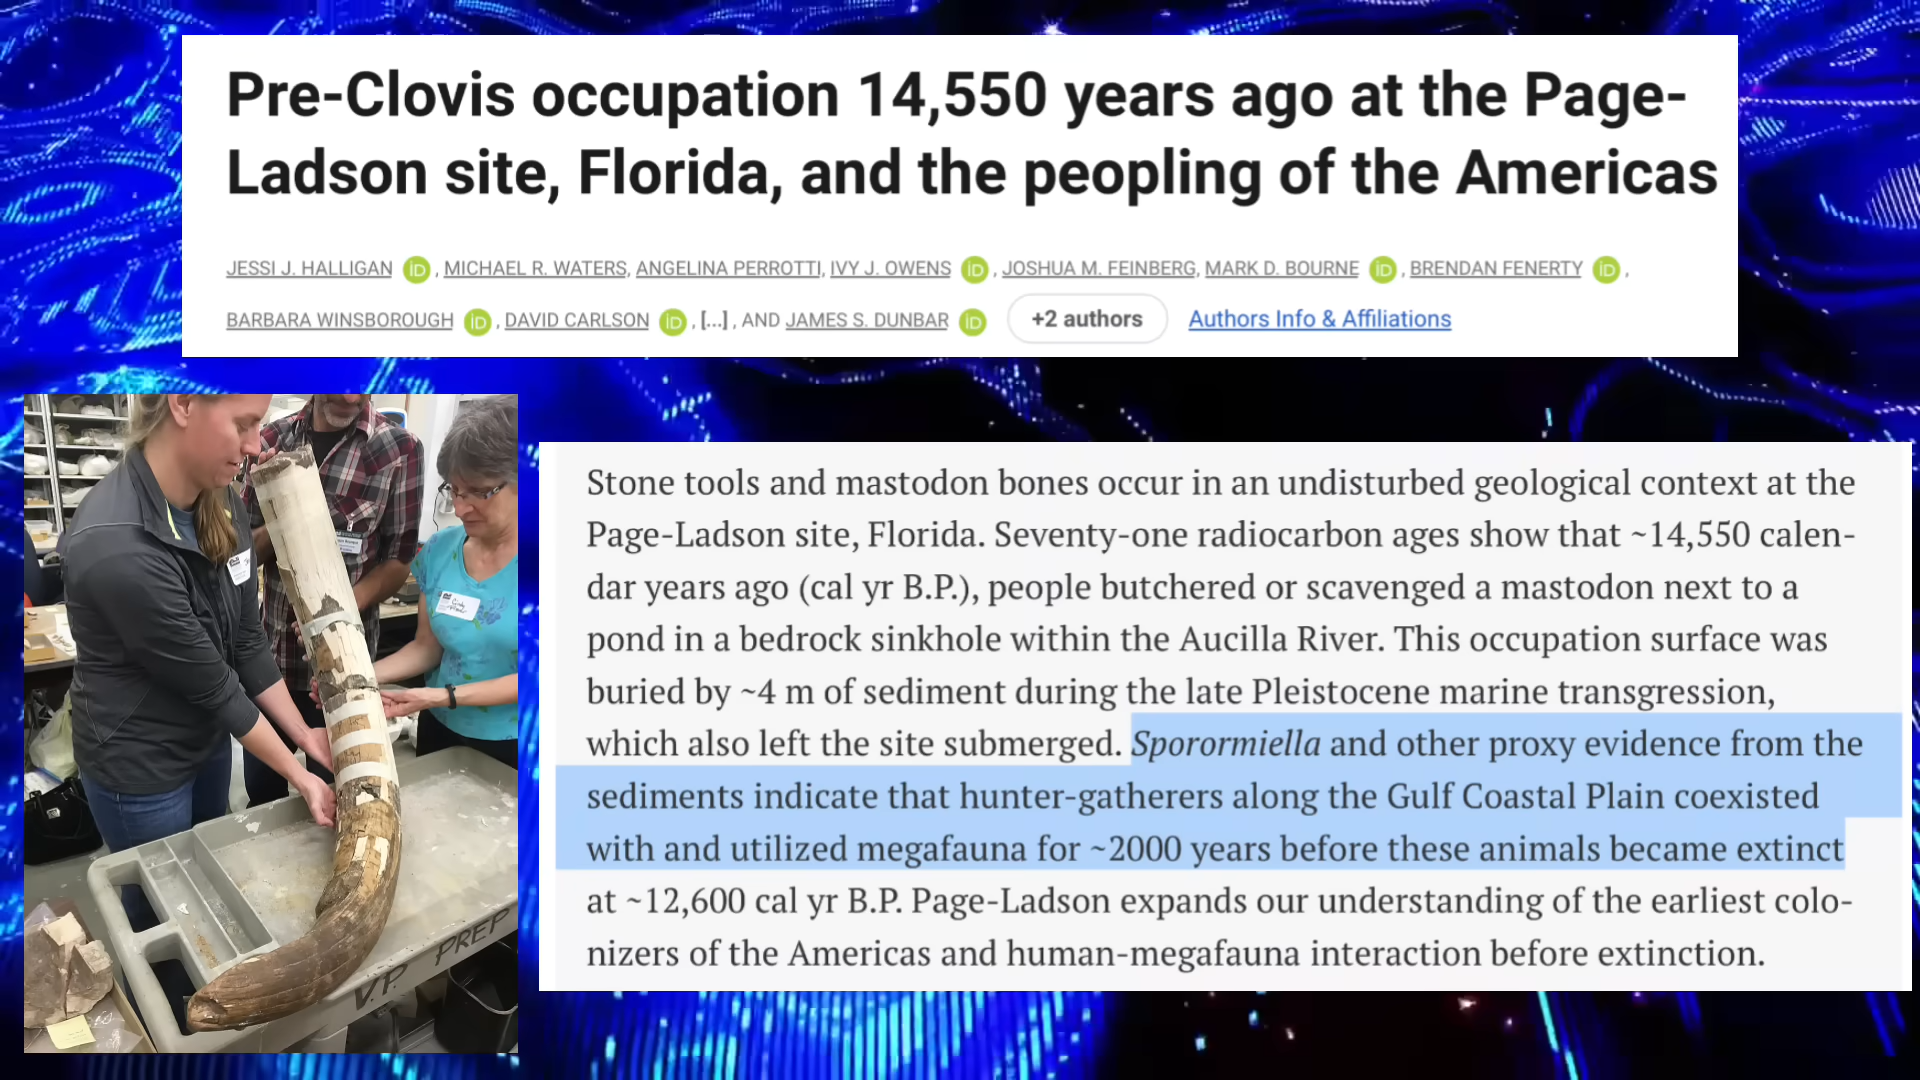 Pre-Clovis occupation 14,550 years ago at the Page-
Ladson site, Florida, and the peopling of the Americas
JESSI J. HALLIGAN iD, MICHAEL R. WATERS, ANGELINA PERROTTI, IVY J. OWENS iD, JOSHUA M. FEINBERG, MARK D. BOURNE iD, BRENDAN FENERTY iD,
BARBARA WINSBOROUGH iD, DAVID CARLSON iD, [...], AND JAMES S. DUNBAR iD +2 authors Authors Info & Affiliations
Stone tools and mastodon bones occur in an undisturbed geological context at the
Page-Ladson site, Florida. Seventy-one radiocarbon ages show that ~14,550 calen-
dar years ago (cal yr B.P.), people butchered or scavenged a mastodon next to a
pond in a bedrock sinkhole within the Aucilla River. This occupation surface was
buried by ~4 m of sediment during the late Pleistocene marine transgression,
which also left the site submerged. Sporormiella and other proxy evidence from the
sediments indicate that hunter-gatherers along the Gulf Coastal Plain coexisted
with and utilized megafauna for ~2000 years before these animals became extinct
at ~12,600 cal yr B.P. Page-Ladson expands our understanding of the earliest colo-
nizers of the Americas and human-megafauna interaction before extinction.
V.P. PREP